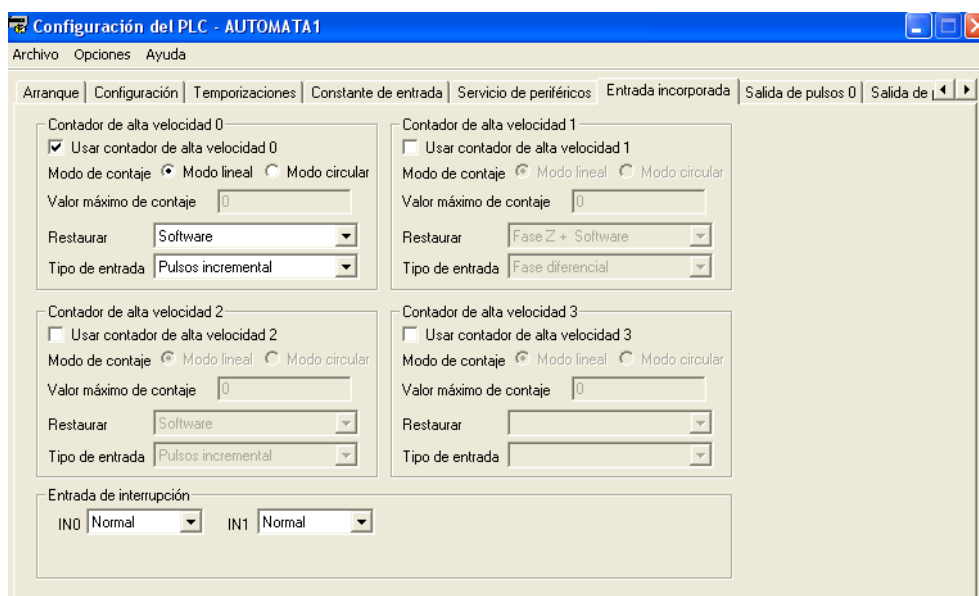 Configuración del PLC - AUTOMATA1
Archivo Opciones Ayuda
Arranque Configuración Temporizaciones Constante de entrada Servicio de periféricos Entrada incorporada Salida de pulsos 0 Salida de
Contador de alta velocidad 0
Usar contador de alta velocidad 0
Modo de contaje Modo lineal Modo circular
Valor máximo de contaje 0
Restaurar Software
Tipo de entrada Pulsos incremental
Contador de alta velocidad 1
Usar contador de alta velocidad 1
Modo de contaje Modo lineal Modo circular
Valor máximo de contaje 0
Restaurar Fase Z + Software
Tipo de entrada Fase diferencial
Contador de alta velocidad 2
Usar contador de alta velocidad 2
Modo de contaje Modo lineal Modo circular
Valor máximo de contaje 0
Restaurar Software
Tipo de entrada Pulsos incremental
Contador de alta velocidad 3
Usar contador de alta velocidad 3
Modo de contaje Modo lineal Modo circular
Valor máximo de contaje 0
Restaurar
Tipo de entrada
Entrada de interrupción
IN0 Normal IN1 Normal